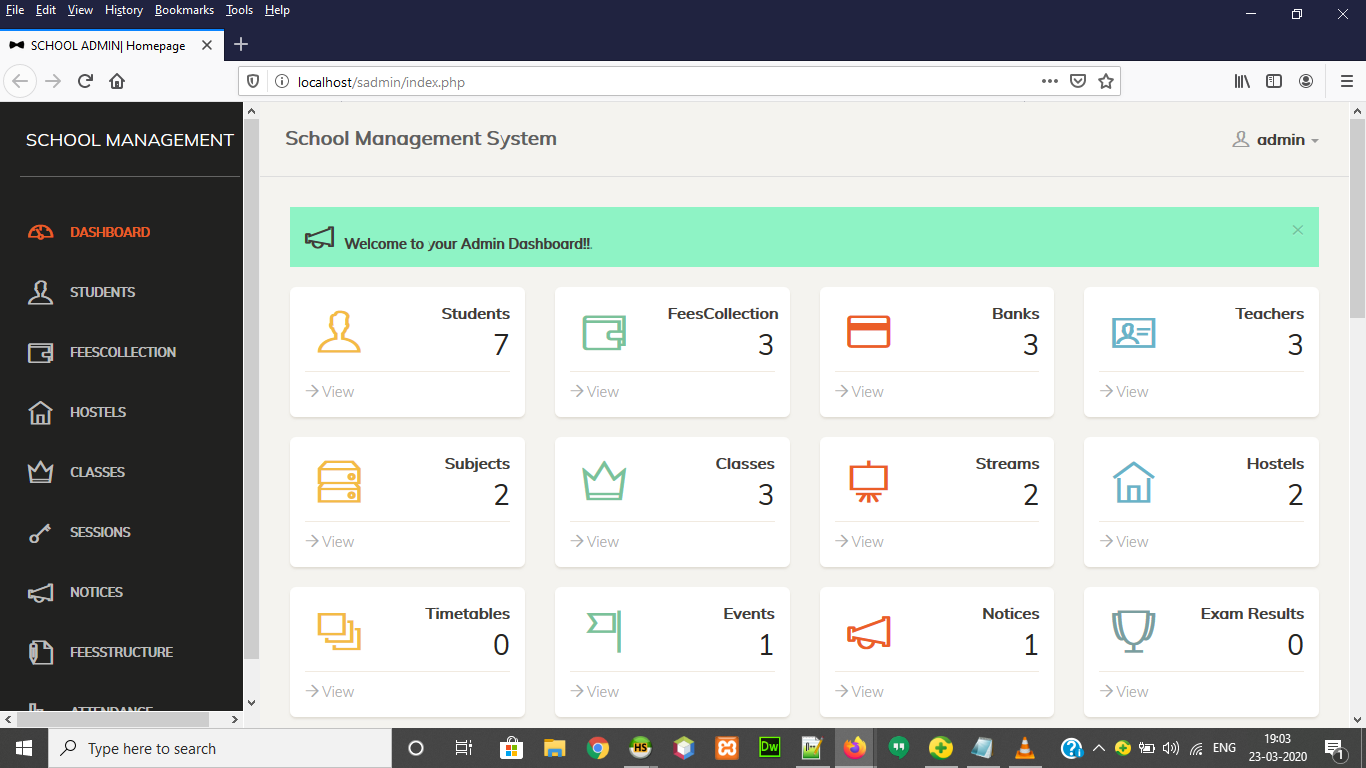 File Edit View History Bookmarks Tools Help
SCHOOL ADMIN| Homepage
localhost/sadmin/index.php
SCHOOL MANAGEMENT
School Management System
admin
DASHBOARD
STUDENTS
FEESCOLLECTION
HOSTELS
CLASSES
SESSIONS
NOTICES
FEESSTRUCTURE
ATTENDANCE
Welcome to your Admin Dashboard!!.
Students
7
View
FeesCollection
3
View
Banks
3
View
Teachers
3
View
Subjects
2
View
Classes
3
View
Streams
2
View
Hostels
2
View
Timetables
0
View
Events
1
View
Notices
1
View
Exam Results
0
View
Type here to search
HS
Dw
ENG
19:03
23-03-2020
1